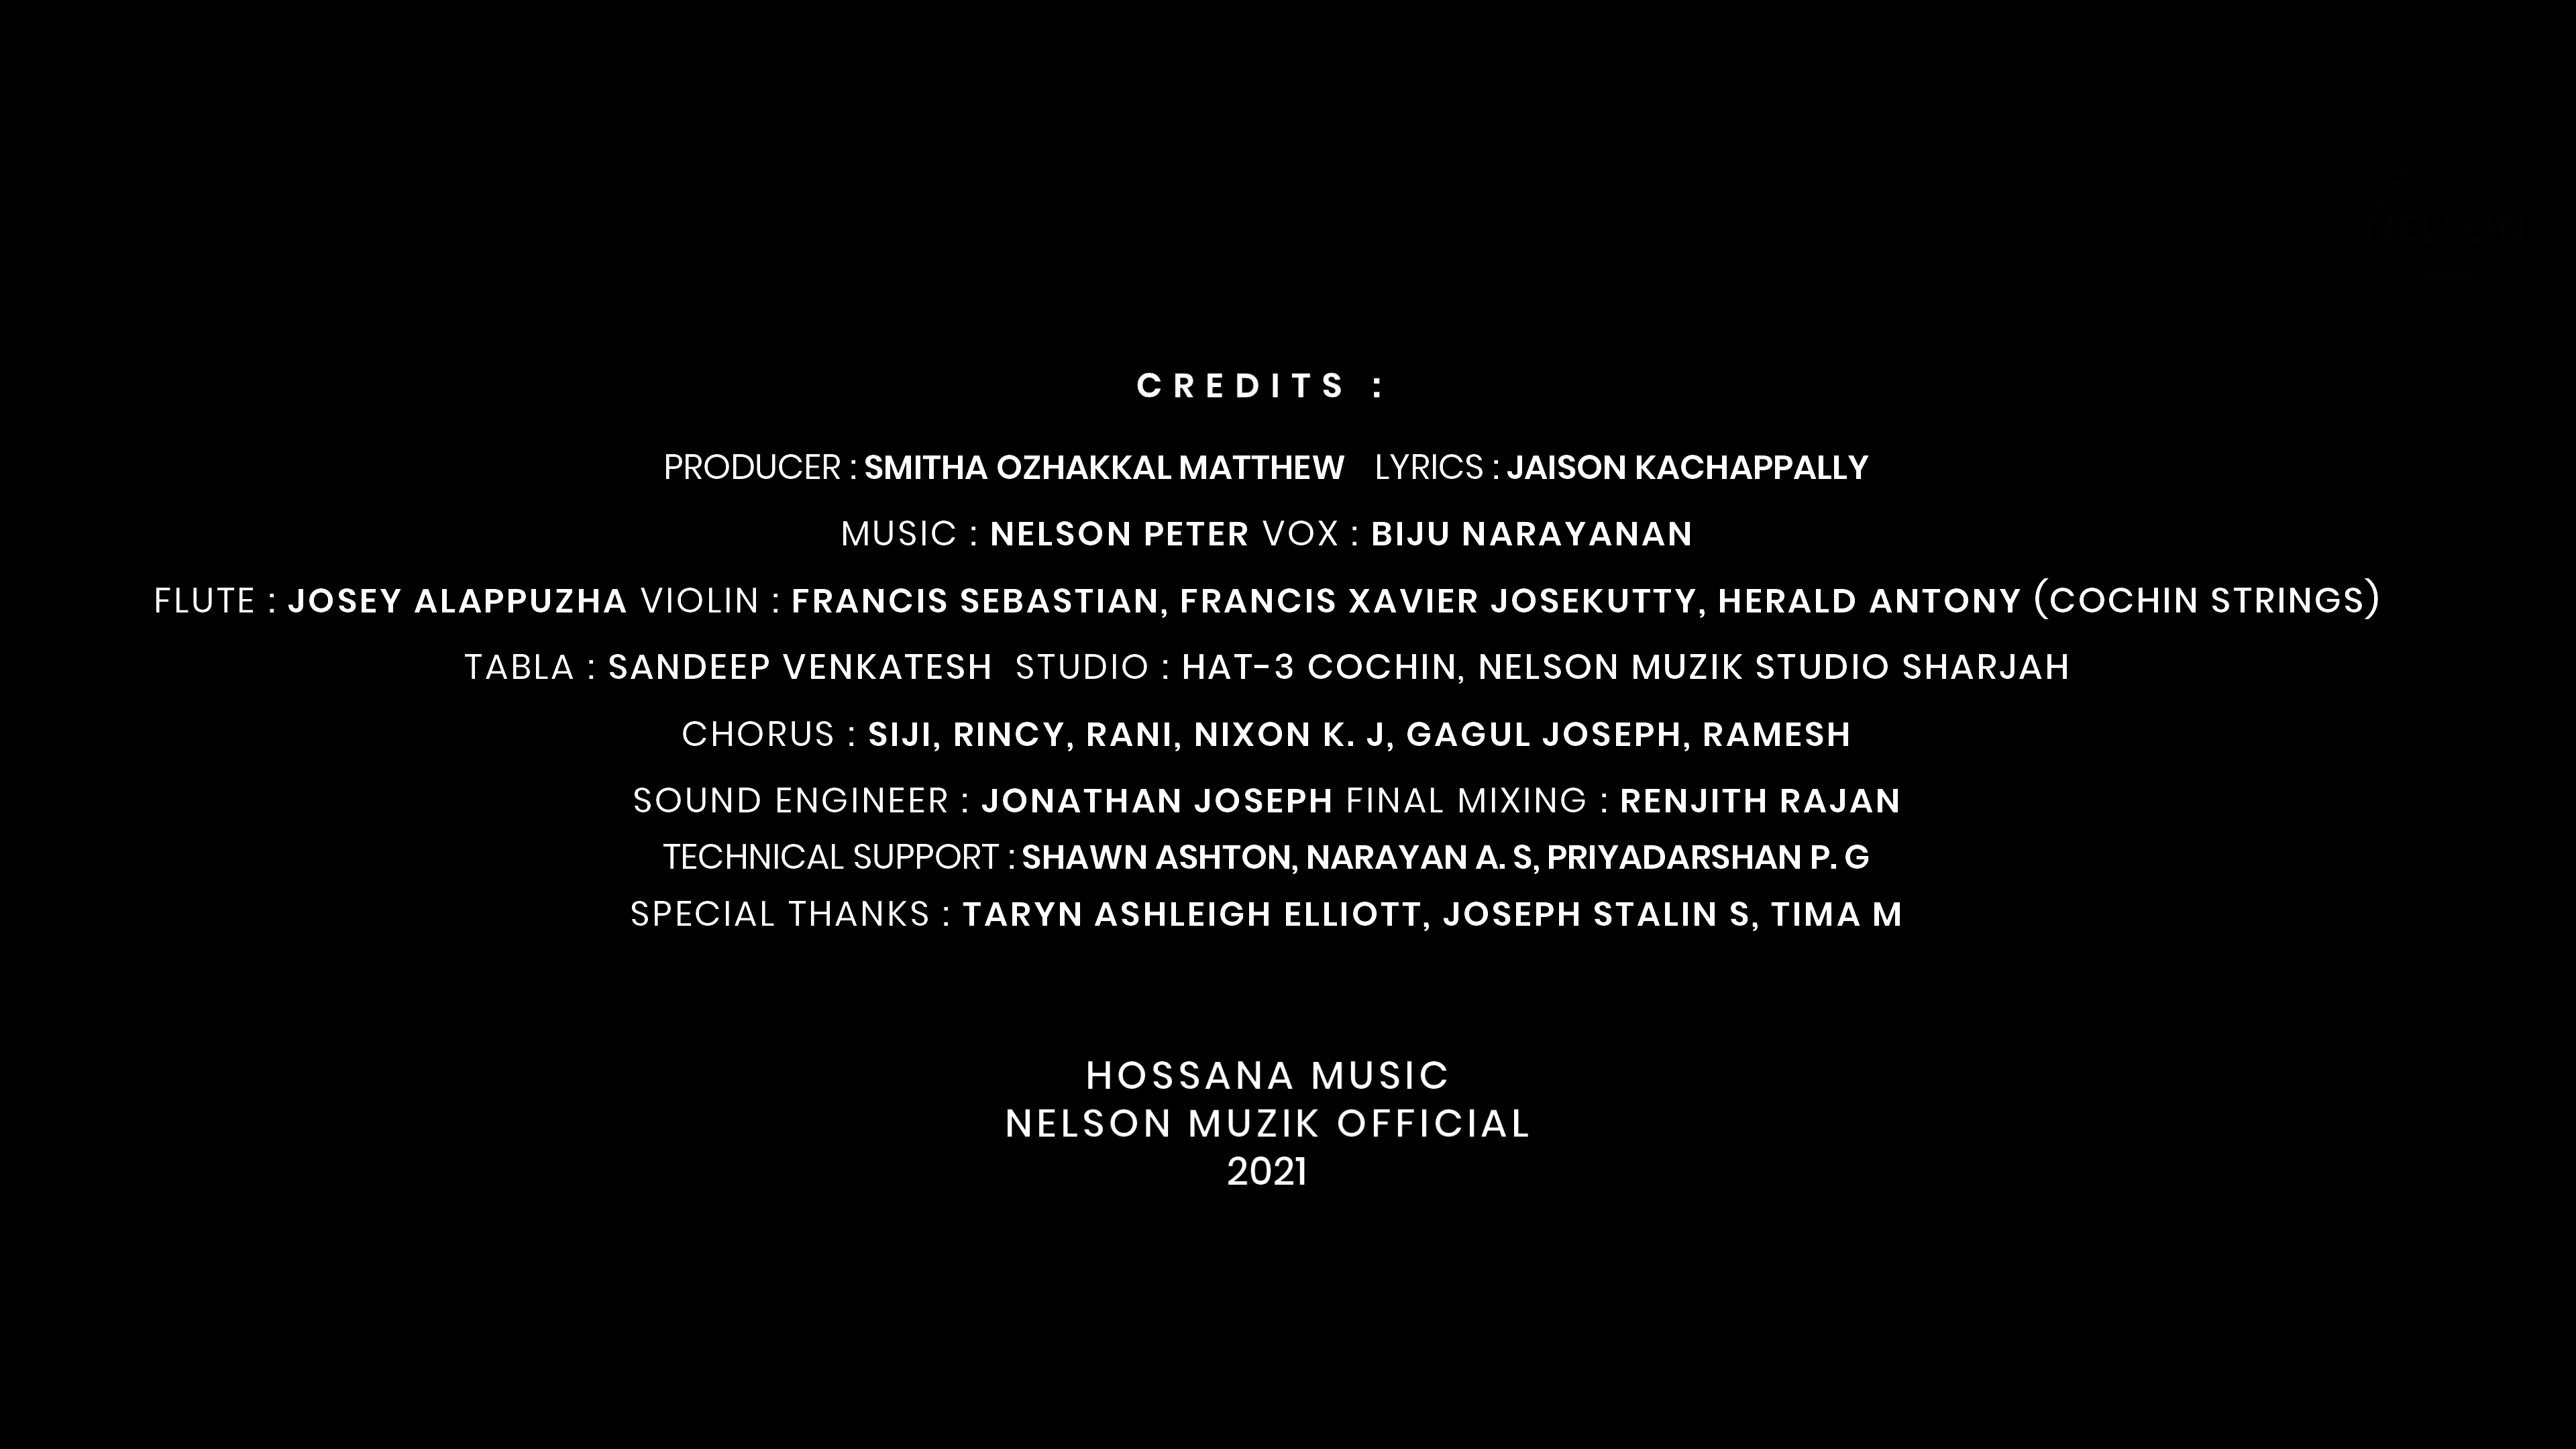 NELSON
CREDITS :
PRODUCER : SMITHA OZHAKKAL MATTHEW LYRICS : JAISON KACHAPPALLY
MUSIC : NELSON PETER VOX : BIJU NARAYANAN
FLUTE : JOSEY ALAPPUZHA VIOLIN : FRANCIS SEBASTIAN, FRANCIS XAVIER JOSEKUTTY, HERALD ANTONY (COCHIN STRINGS)
TABLA : SANDEEP VENKATESH STUDIO : HAT-3 COCHIN, NELSON MUZIK STUDIO SHARJAH
CHORUS : SIJI, RINCY, RANI, NIXON K. J, GAGUL JOSEPH, RAMESH
SOUND ENGINEER : JONATHAN JOSEPH FINAL MIXING : RENJITH RAJAN
TECHNICAL SUPPORT : SHAWN ASHTON, NARAYAN A. S, PRIYADARSHAN P. G
SPECIAL THANKS : TARYN ASHLEIGH ELLIOTT, JOSEPH STALIN S, TIMA M
HOSSANA MUSIC
NELSON MUZIK OFFICIAL
2021